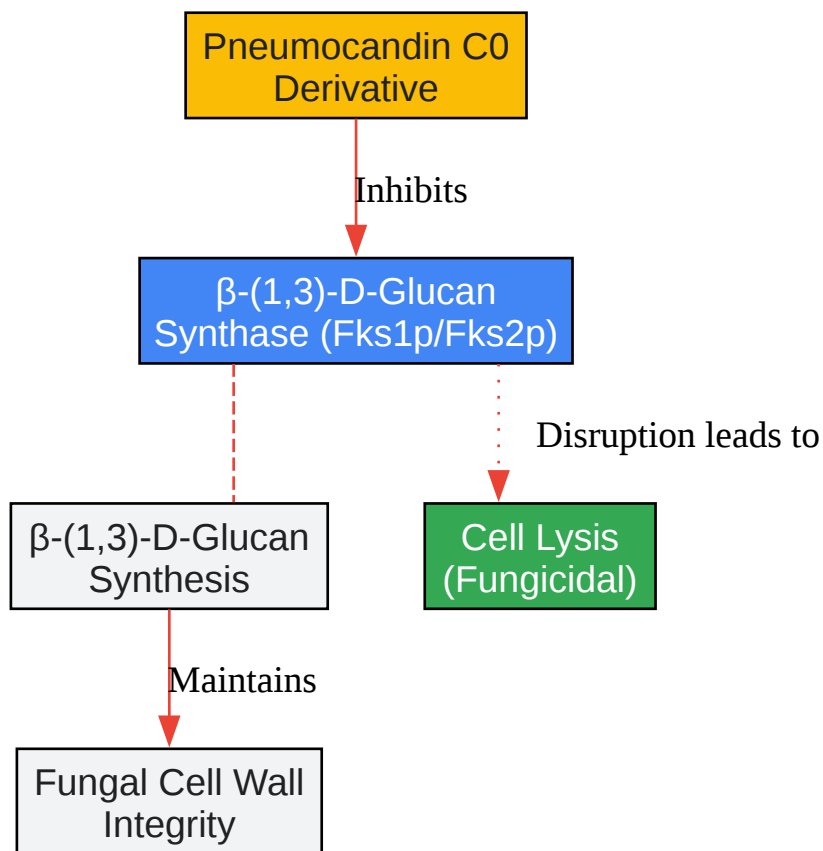 Pneumocandin C0
Derivative
Inhibits
β-(1,3)-D-Glucan
Synthase (Fks1p/Fks2p)
Disruption leads to
β-(1,3)-D-Glucan
Synthesis
Cell Lysis
(Fungicidal)
Maintains
Fungal Cell Wall
Integrity